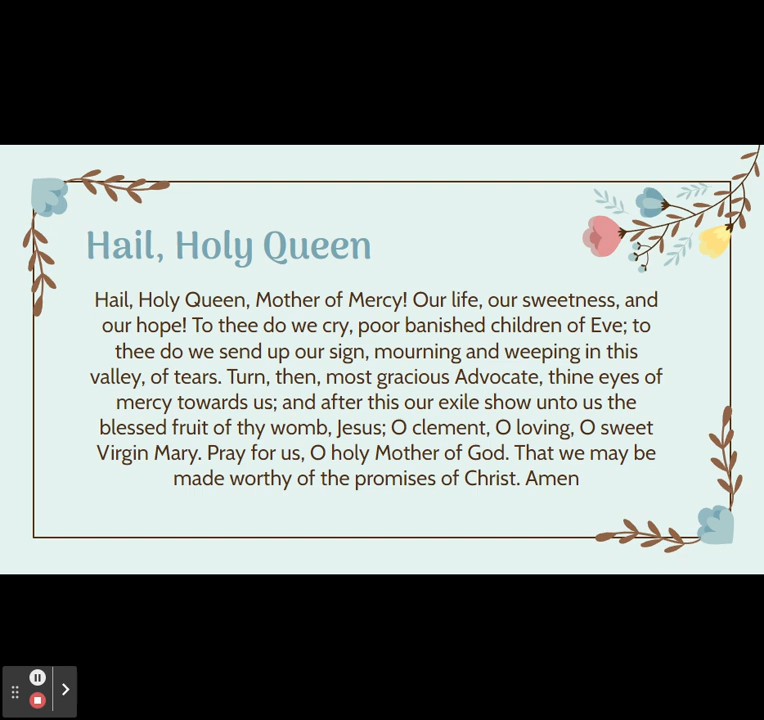 Hail, Holy Queen
Hail, Holy Queen, Mother of Mercy! Our life, our sweetness, and
our hope! To thee do we cry, poor banished children of Eve; to
thee do we send up our sign, mourning and weeping in this
valley, of tears. Turn, then, most gracious Advocate, thine eyes of
mercy towards us; and after this our exile show unto us the
blessed fruit of thy womb, Jesus; O clement, O loving, O sweet
Virgin Mary. Pray for us, O holy Mother of God. That we may be
made worthy of the promises of Christ. Amen